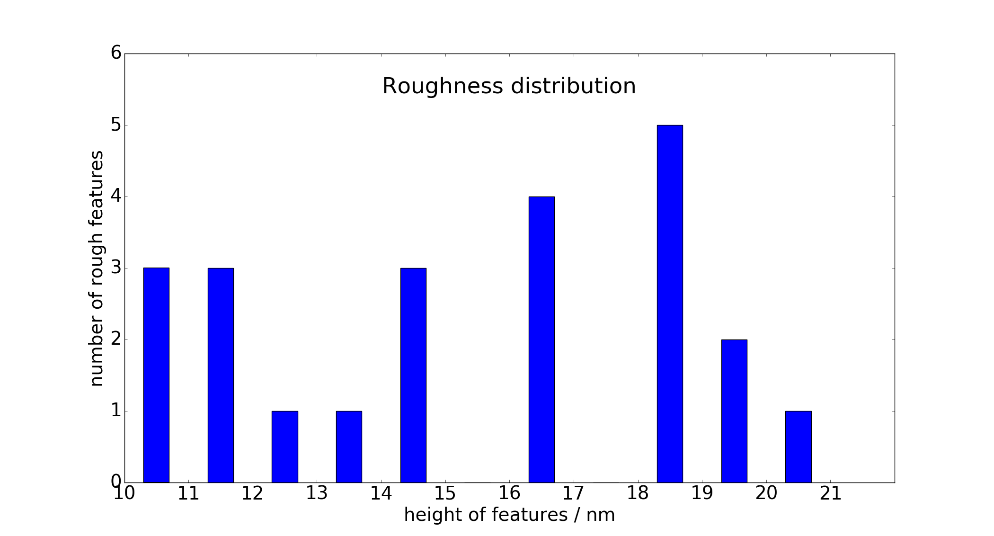 Roughness distribution
number of rough features
6
5
4
3
2
1
0
10 11 12 13 14 15 16 17 18 19 20 21
height of features / nm